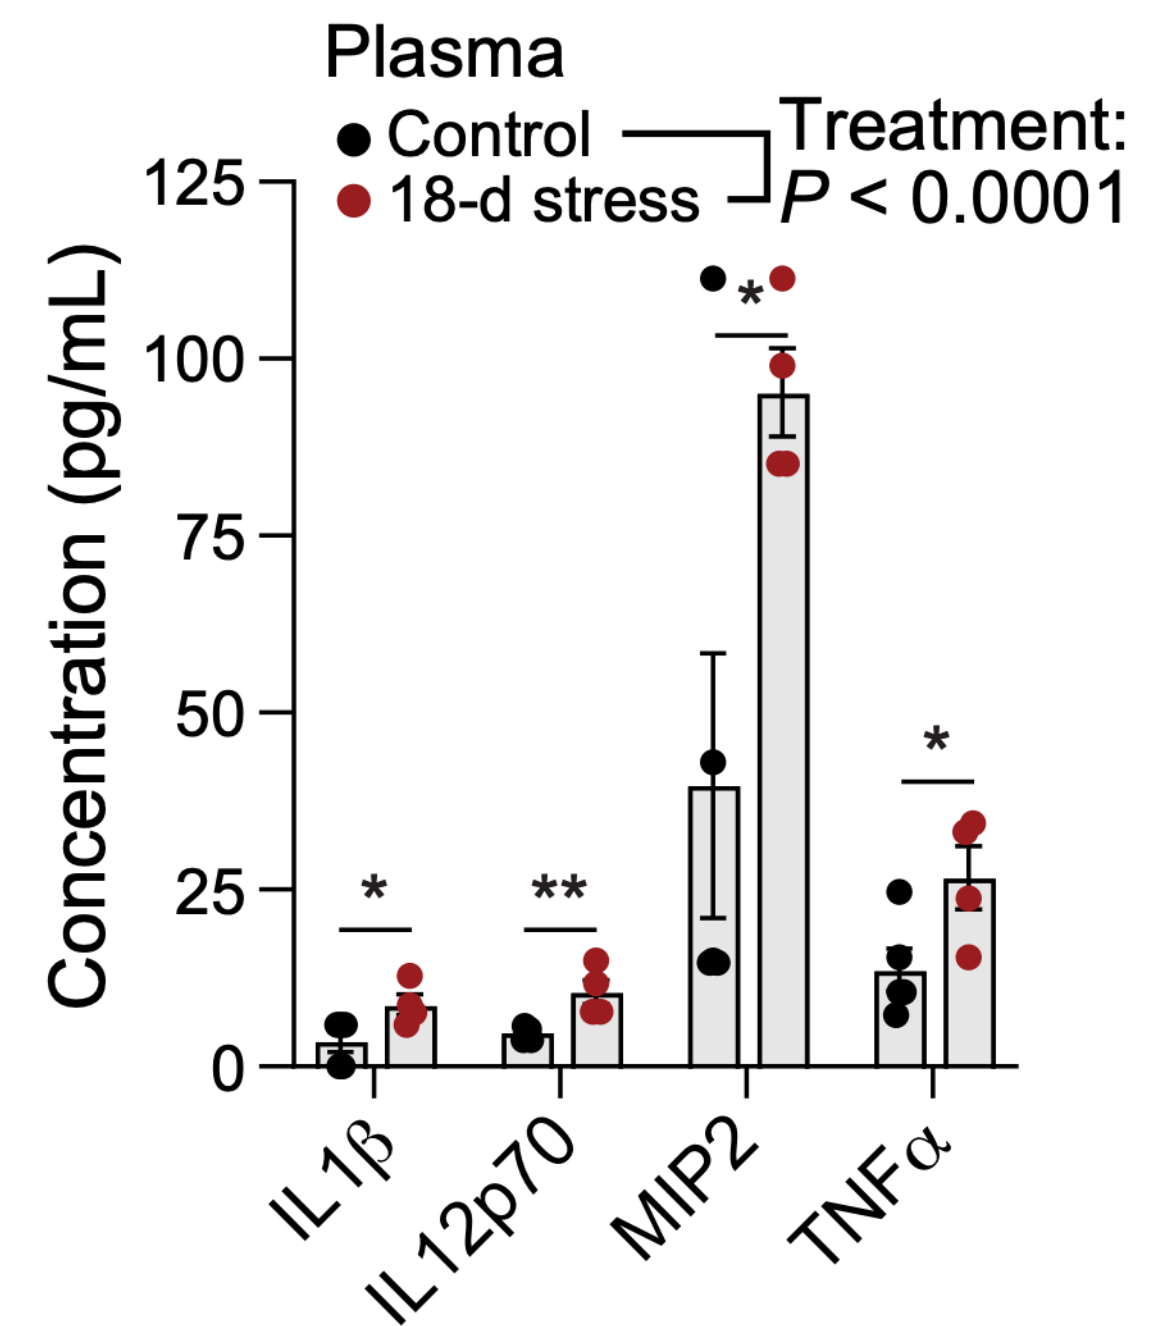 Plasma
Control
18-d stress
Treatment:
P < 0.0001
Concentration (pg/mL)
125
100
75
50
25
0
*
**
*
*
IL1β
IL12p70
MIP2
TNFα